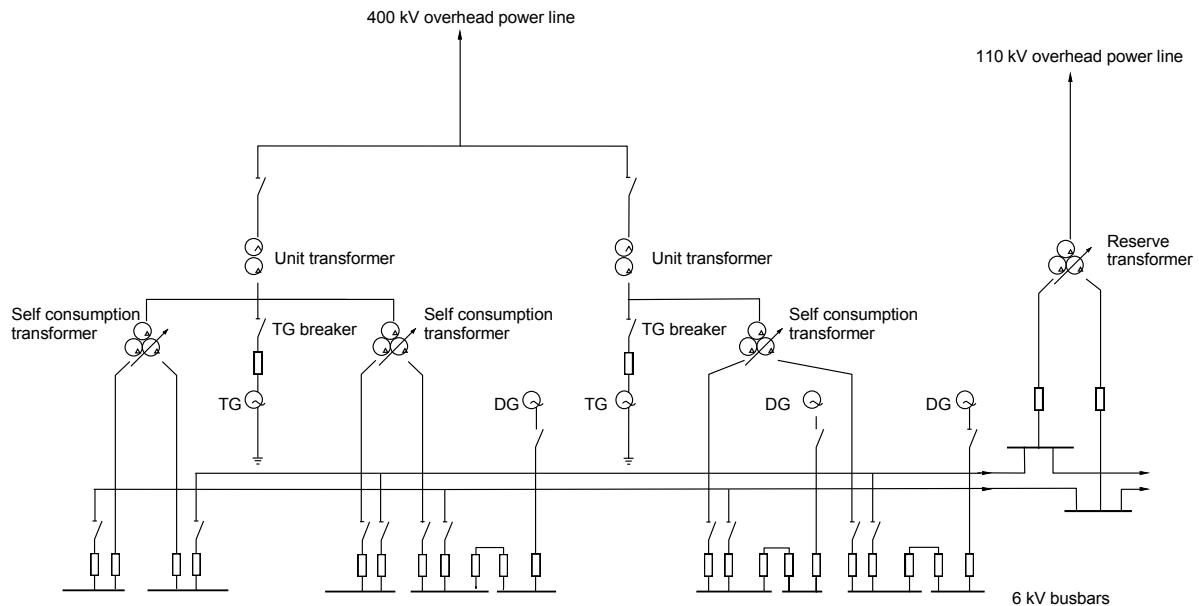 400 kV overhead power line
110 kV overhead power line
Unit transformer
Unit transformer
Reserve
transformer
Self consumption
transformer
TG breaker
Self consumption
transformer
TG breaker
Self consumption
transformer
TG
DG
TG
DG
DG
6 kV busbars